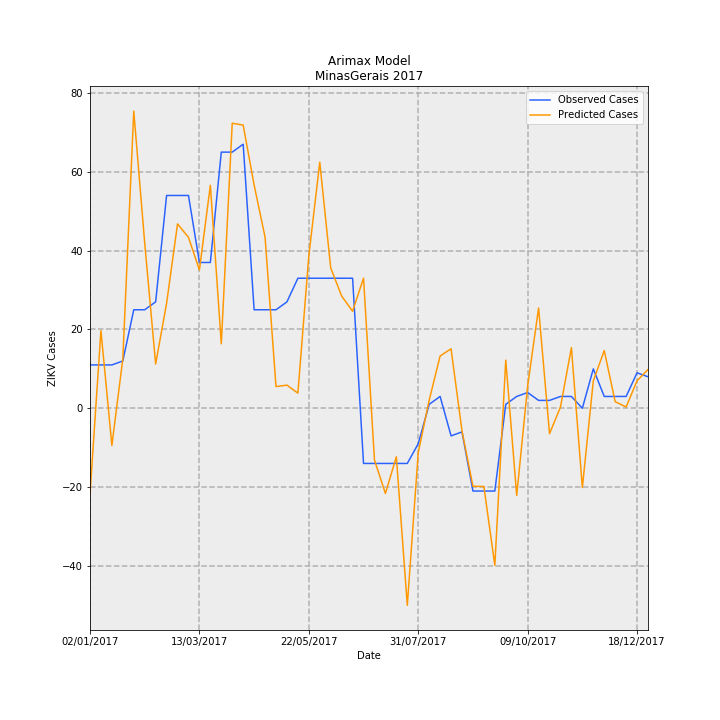 Arimax Model
MinasGerais 2017
Observed Cases
Predicted Cases
80
60
40
20
0
−20
−40
ZIKV Cases
02/01/2017
13/03/2017
22/05/2017
31/07/2017
09/10/2017
18/12/2017
Date